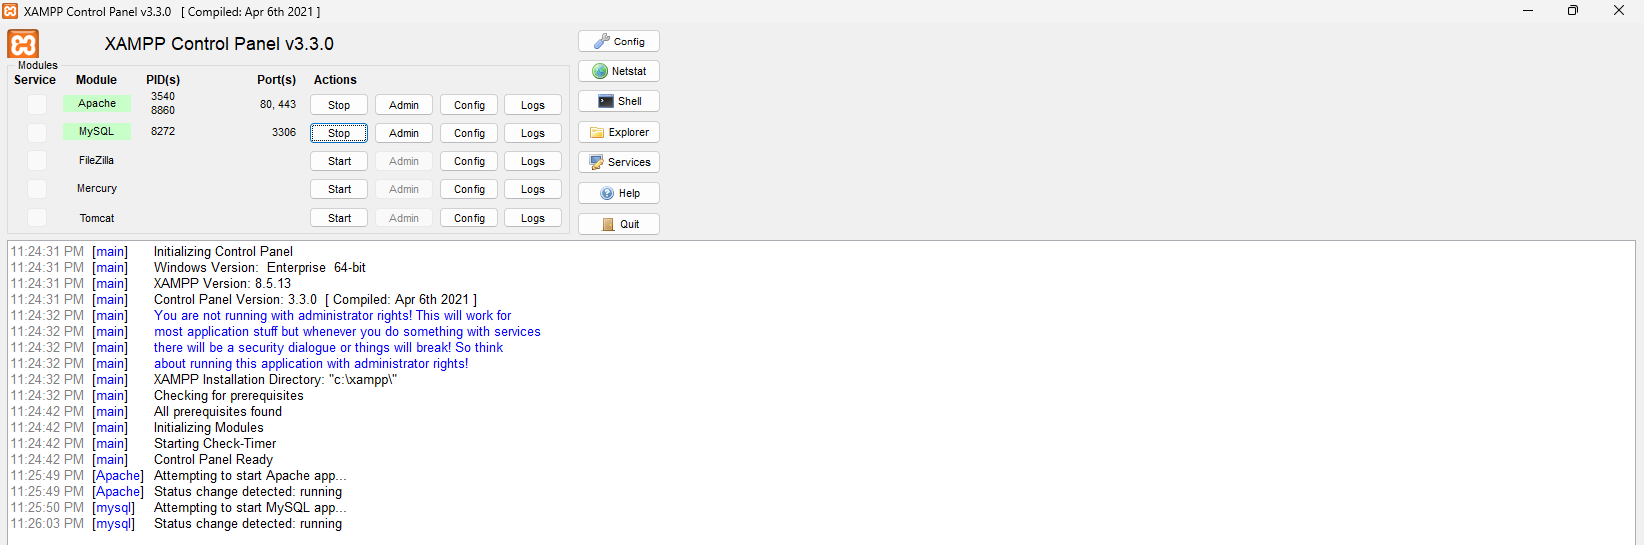 XAMPP Control Panel v3.3.0 [ Compiled: Apr 6th 2021 ]
XAMPP Control Panel v3.3.0
Config
Modules
Service Module PID(s) Port(s) Actions
Netstat
Apache 3540 8860 80, 443 Stop Admin Config Logs
Shell
MySQL 8272 3306 Stop Admin Config Logs
Explorer
FileZilla Start Admin Config Logs
Services
Mercury Start Admin Config Logs
Help
Tomcat Start Admin Config Logs
Quit
11:24:31 PM [main] Initializing Control Panel
11:24:31 PM [main] Windows Version: Enterprise 64-bit
11:24:31 PM [main] XAMPP Version: 8.5.13
11:24:31 PM [main] Control Panel Version: 3.3.0 [ Compiled: Apr 6th 2021 ]
11:24:32 PM [main] You are not running with administrator rights! This will work for
11:24:32 PM [main] most application stuff but whenever you do something with services
11:24:32 PM [main] there will be a security dialogue or things will break! So think
11:24:32 PM [main] about running this application with administrator rights!
11:24:32 PM [main] XAMPP Installation Directory: "c:\xampp\"
11:24:32 PM [main] Checking for prerequisites
11:24:42 PM [main] All prerequisites found
11:24:42 PM [main] Initializing Modules
11:24:42 PM [main] Starting Check-Timer
11:24:42 PM [main] Control Panel Ready
11:25:49 PM [Apache] Attempting to start Apache app...
11:25:49 PM [Apache] Status change detected: running
11:25:50 PM [mysql] Attempting to start MySQL app...
11:26:03 PM [mysql] Status change detected: running